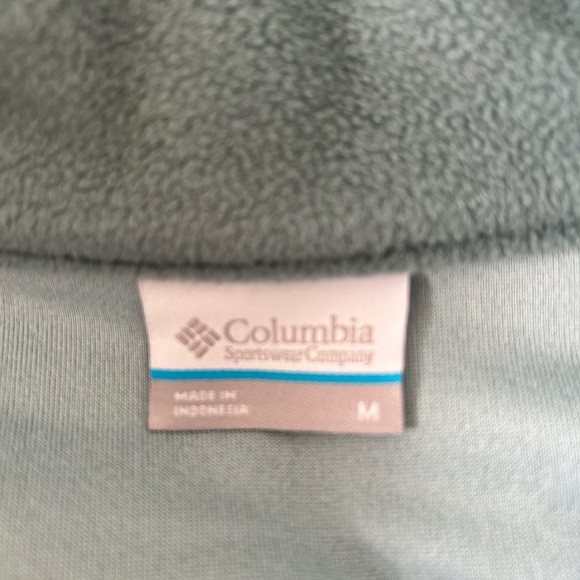 Columbia
Sportswear Company
MADE IN
INDONESIA
M